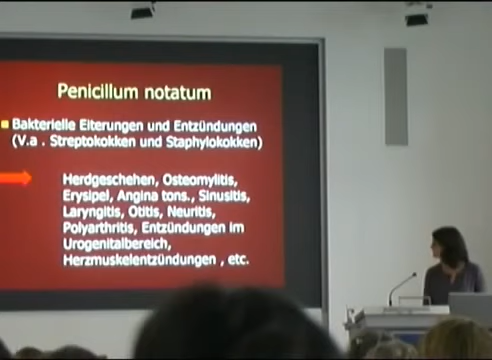 Penicillum notatum
Bakterielle Eiterungen und Entzündungen
(V.a . Streptokokken und Staphylokokken)
Herdgeschehen, Osteomylitis,
Erysipel, Angina tons., Sinusitis,
Laryngitis, Otitis, Neuritis,
Polyarthritis, Entzündungen im
Urogenitalbereich,
Herzmuskelentzündungen , etc.